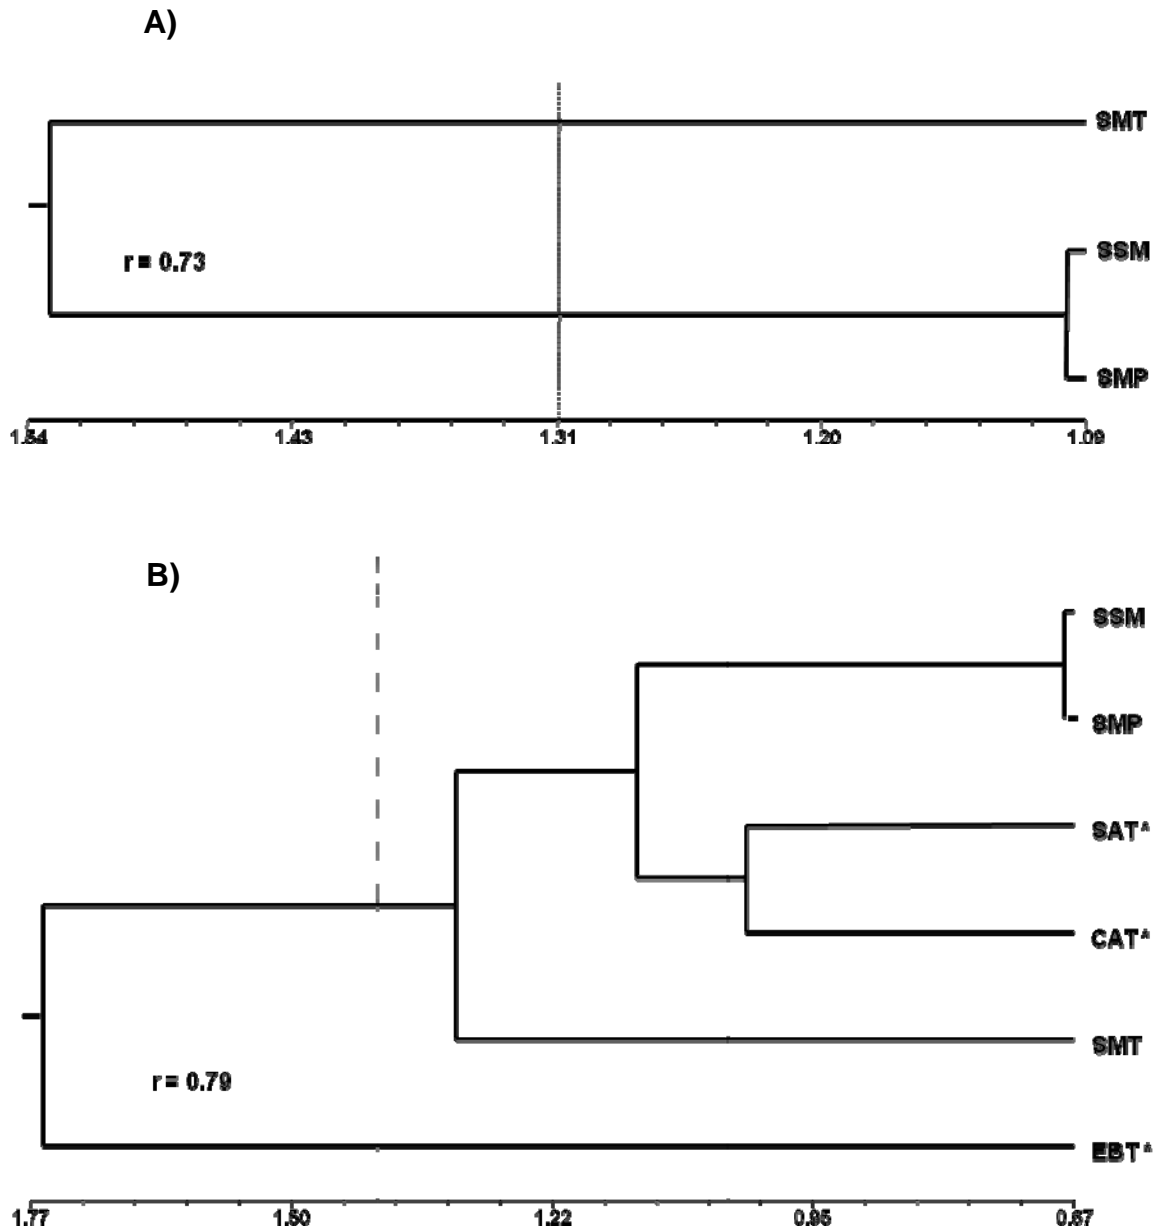 A)
SMT
SSM
r = 0.73
SMP
1.54 1.43 1.31 1.20 1.09
B)
SSM
SMP
SAT*
CAT*
SMT
r = 0.79
EBT*
1.77 1.50 1.22 0.95 0.67